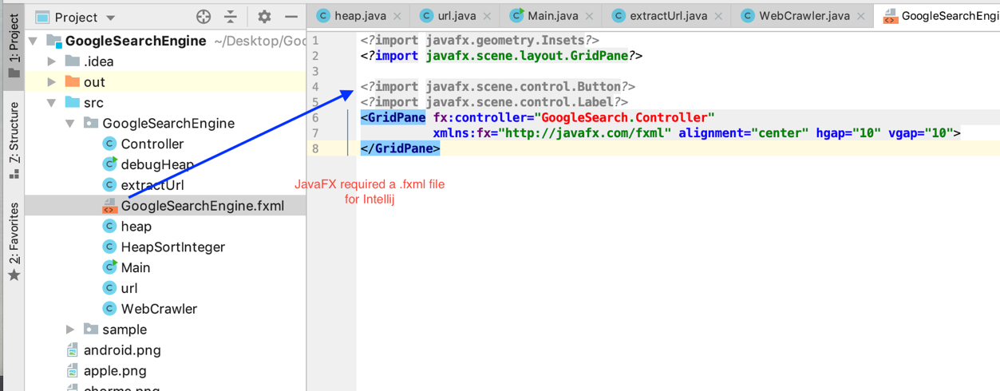 1: Project
Z: Structure
2: Favorites
Project
GoogleSearchEngine ~/Desktop/Goo
.idea
out
src
GoogleSearchEngine
Controller
debugHeap
extractUrl
GoogleSearchEngine.fxml
heap
HeapSortInteger
Main
url
WebCrawler
sample
android.png
apple.png
heap.java
url.java
Main.java
extractUrl.java
WebCrawler.java
GoogleSearchEngi
1 <?import javafx.geometry.Insets?>
2 <?import javafx.scene.layout.GridPane?>
3
4 <?import javafx.scene.control.Button?>
5 <?import javafx.scene.control.Label?>
6 <GridPane fx:controller="GoogleSearch.Controller"
7 xmlns:fx="http://javafx.com/fxml" alignment="center" hgap="10" vgap="10">
8 </GridPane>
JavaFX required a .fxml file
for Intellij